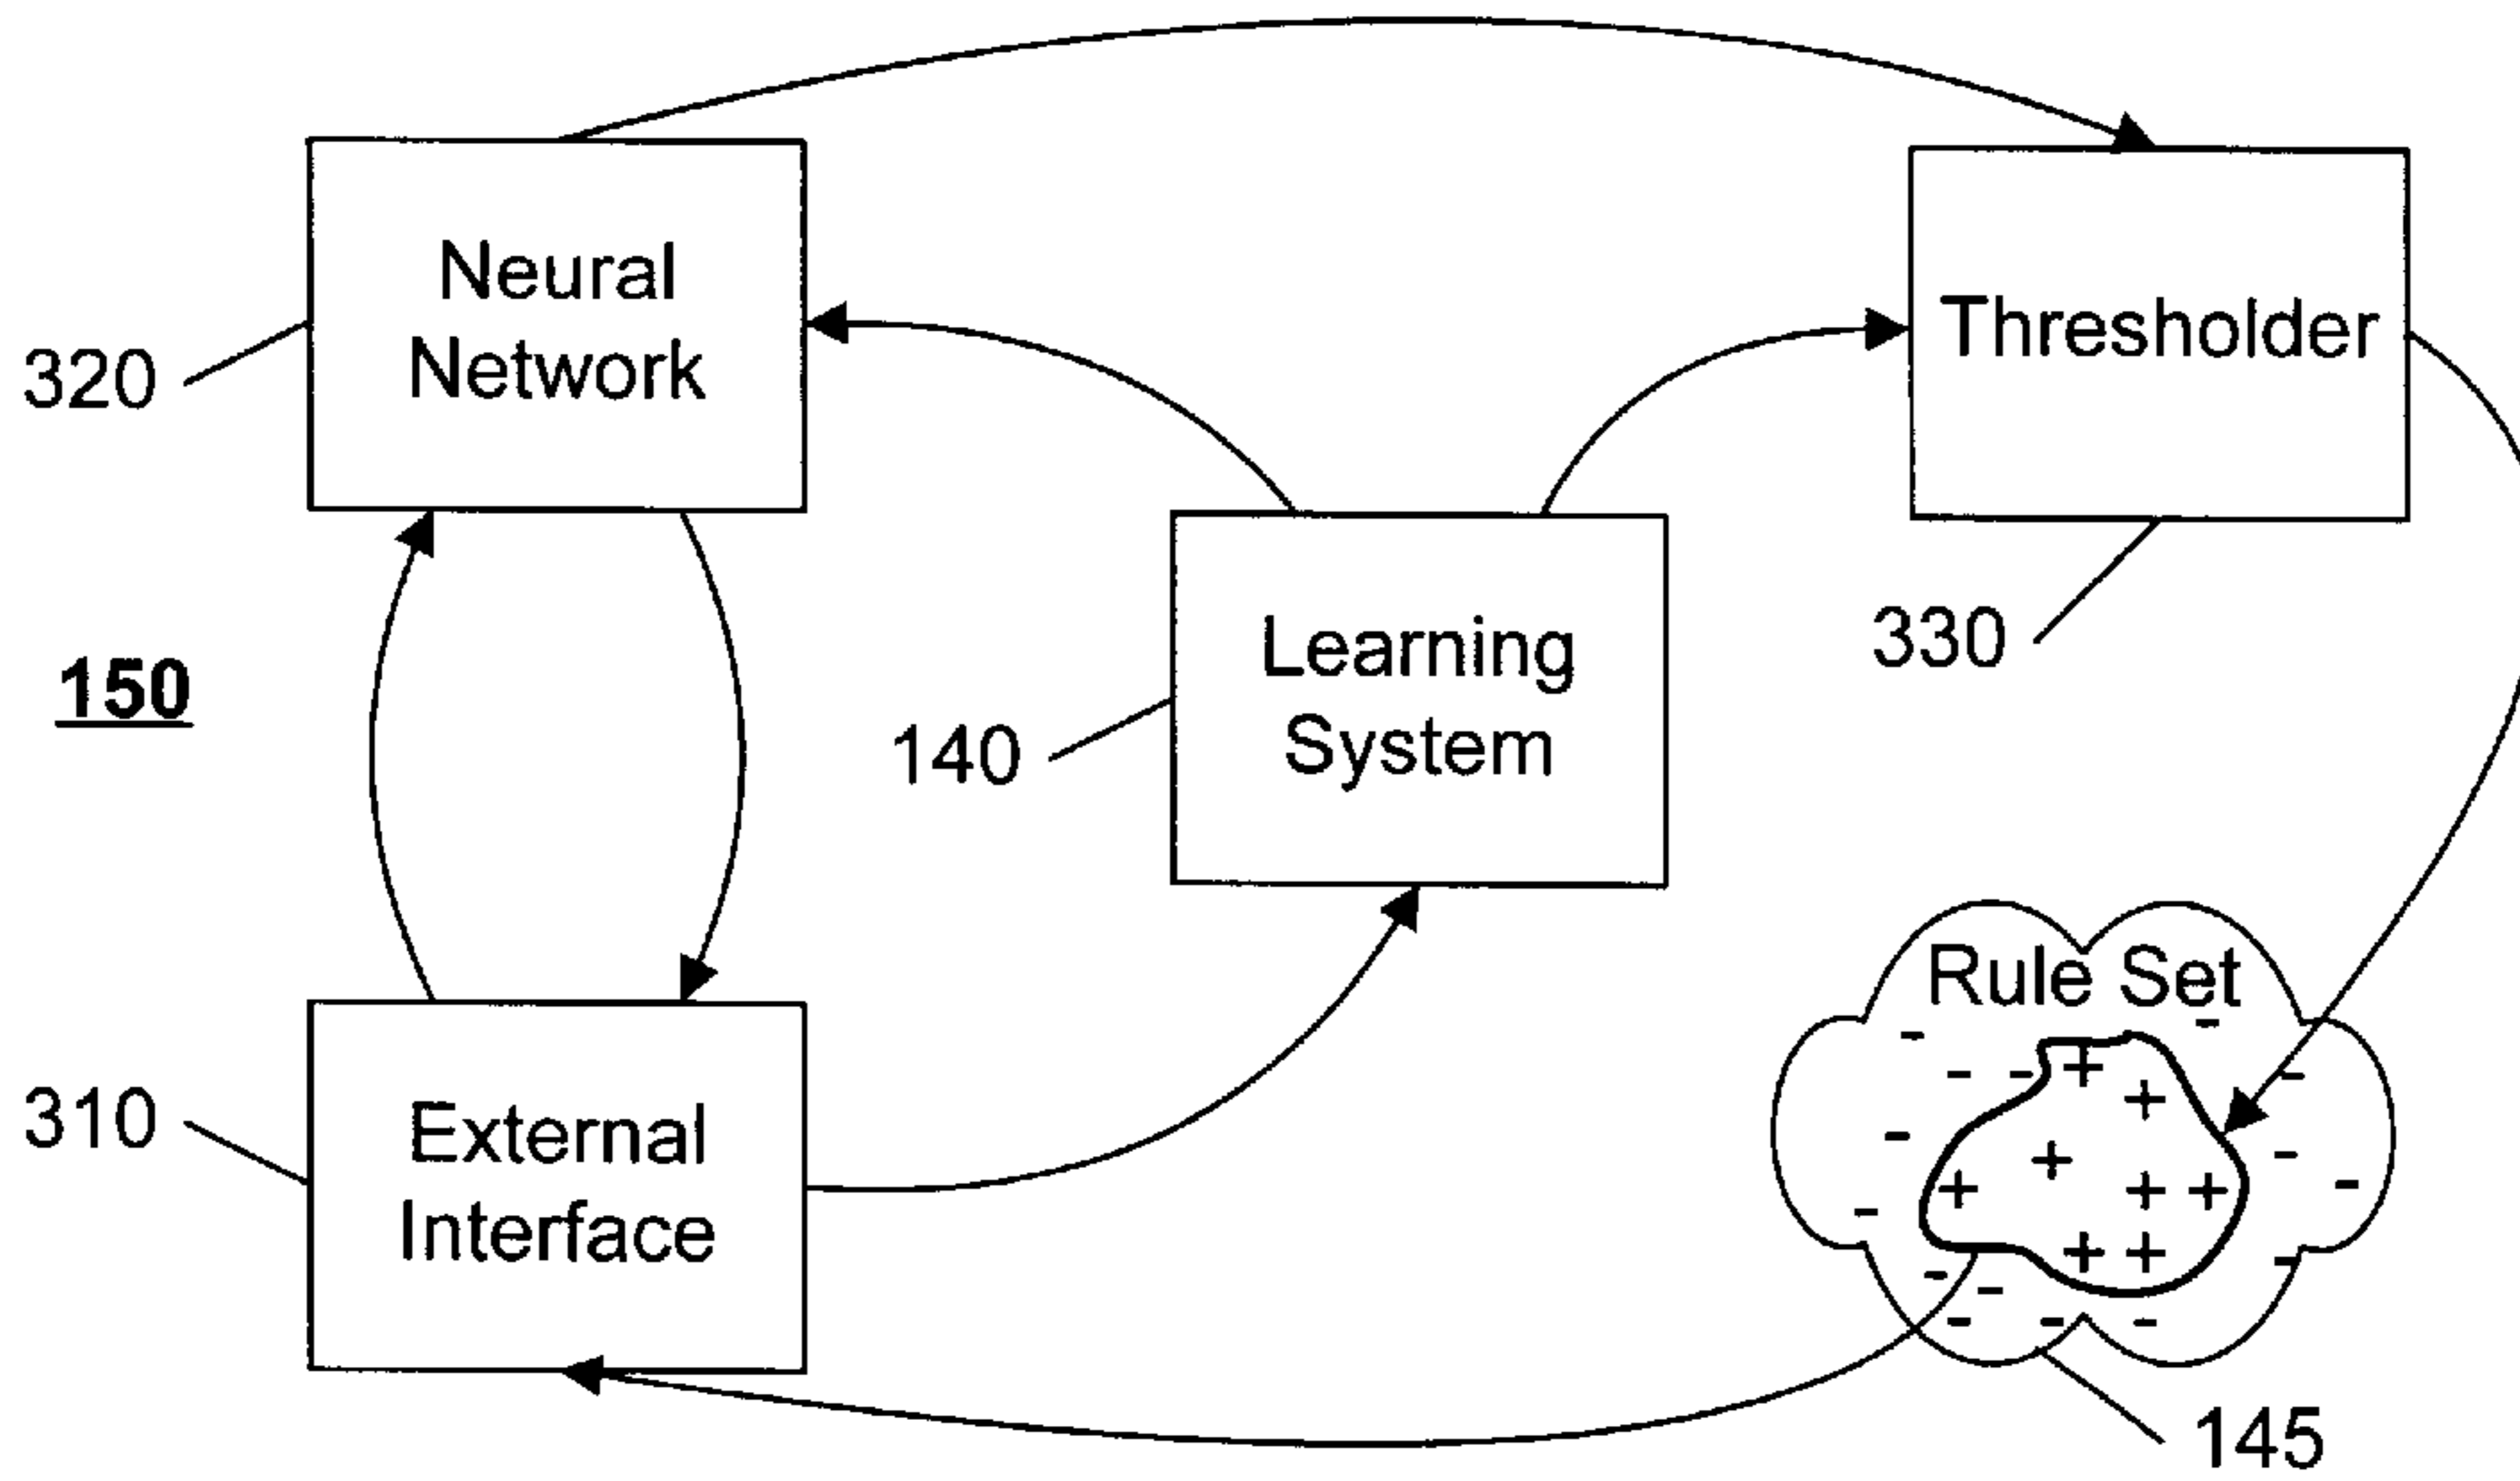 Neural
Network
320
Thresholder
330
150
Learning
System
140
Rule Set
External
Interface
310
145